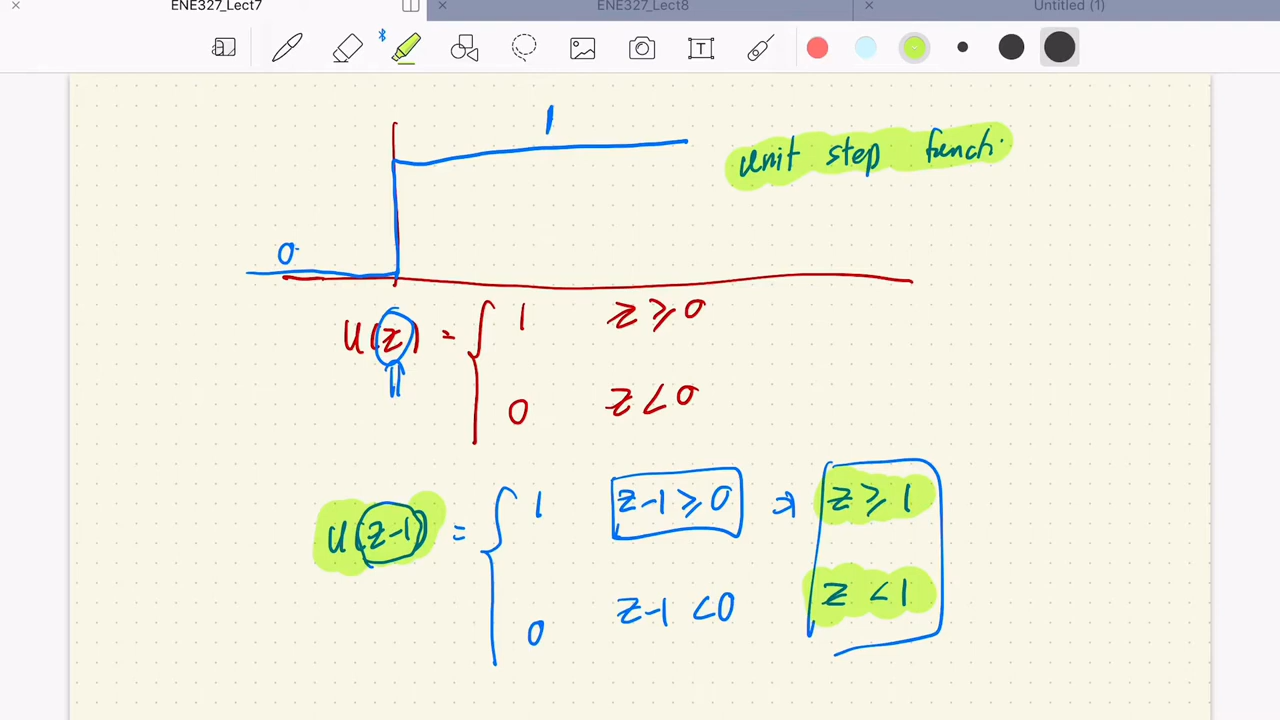 ENE327_Lect7 ENE327_Lect8 Untitled (1)
T
1
unit step funct.
0
u(z) = { 1 z ≥ 0
0 z < 0
u(z-1) = { 1 z-1 ≥ 0 ⇒ z ≥ 1
0 z-1 < 0 z < 1